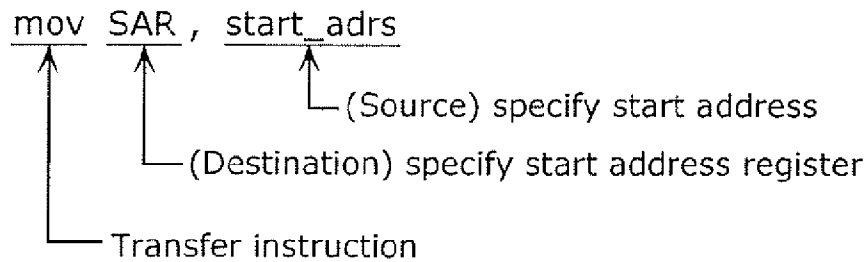 mov SAR, start_adrs
(Source) specify start address
(Destination) specify start address register
Transfer instruction